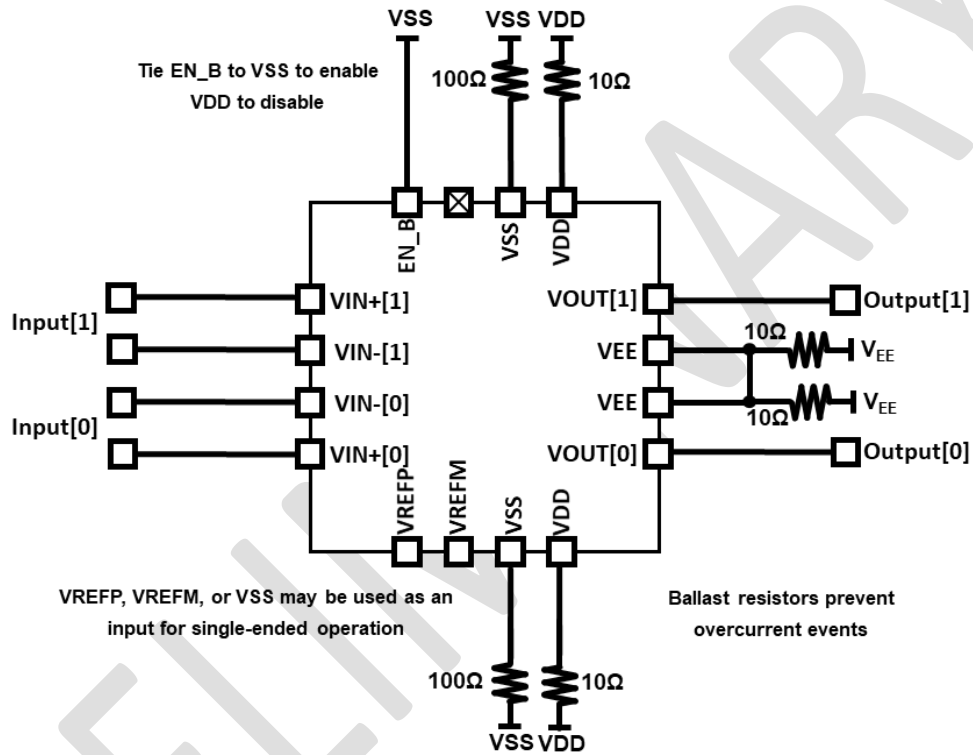 VSS
VSS VDD
Tie EN_B to VSS to enable
VDD to disable
100Ω 10Ω
EN_B
VSS
VDD
Input[1]
VIN+[1]
VIN-[1]
Input[0]
VIN-[0]
VIN+[0]
VOUT[1]
Output[1]
VEE
10Ω
VEE
VEE
10Ω
VEE
VOUT[0]
Output[0]
VREFP
VREFM
VSS
VDD
VREFP, VREFM, or VSS may be used as an
input for single-ended operation
Ballast resistors prevent
overcurrent events
100Ω 10Ω
VSS VDD